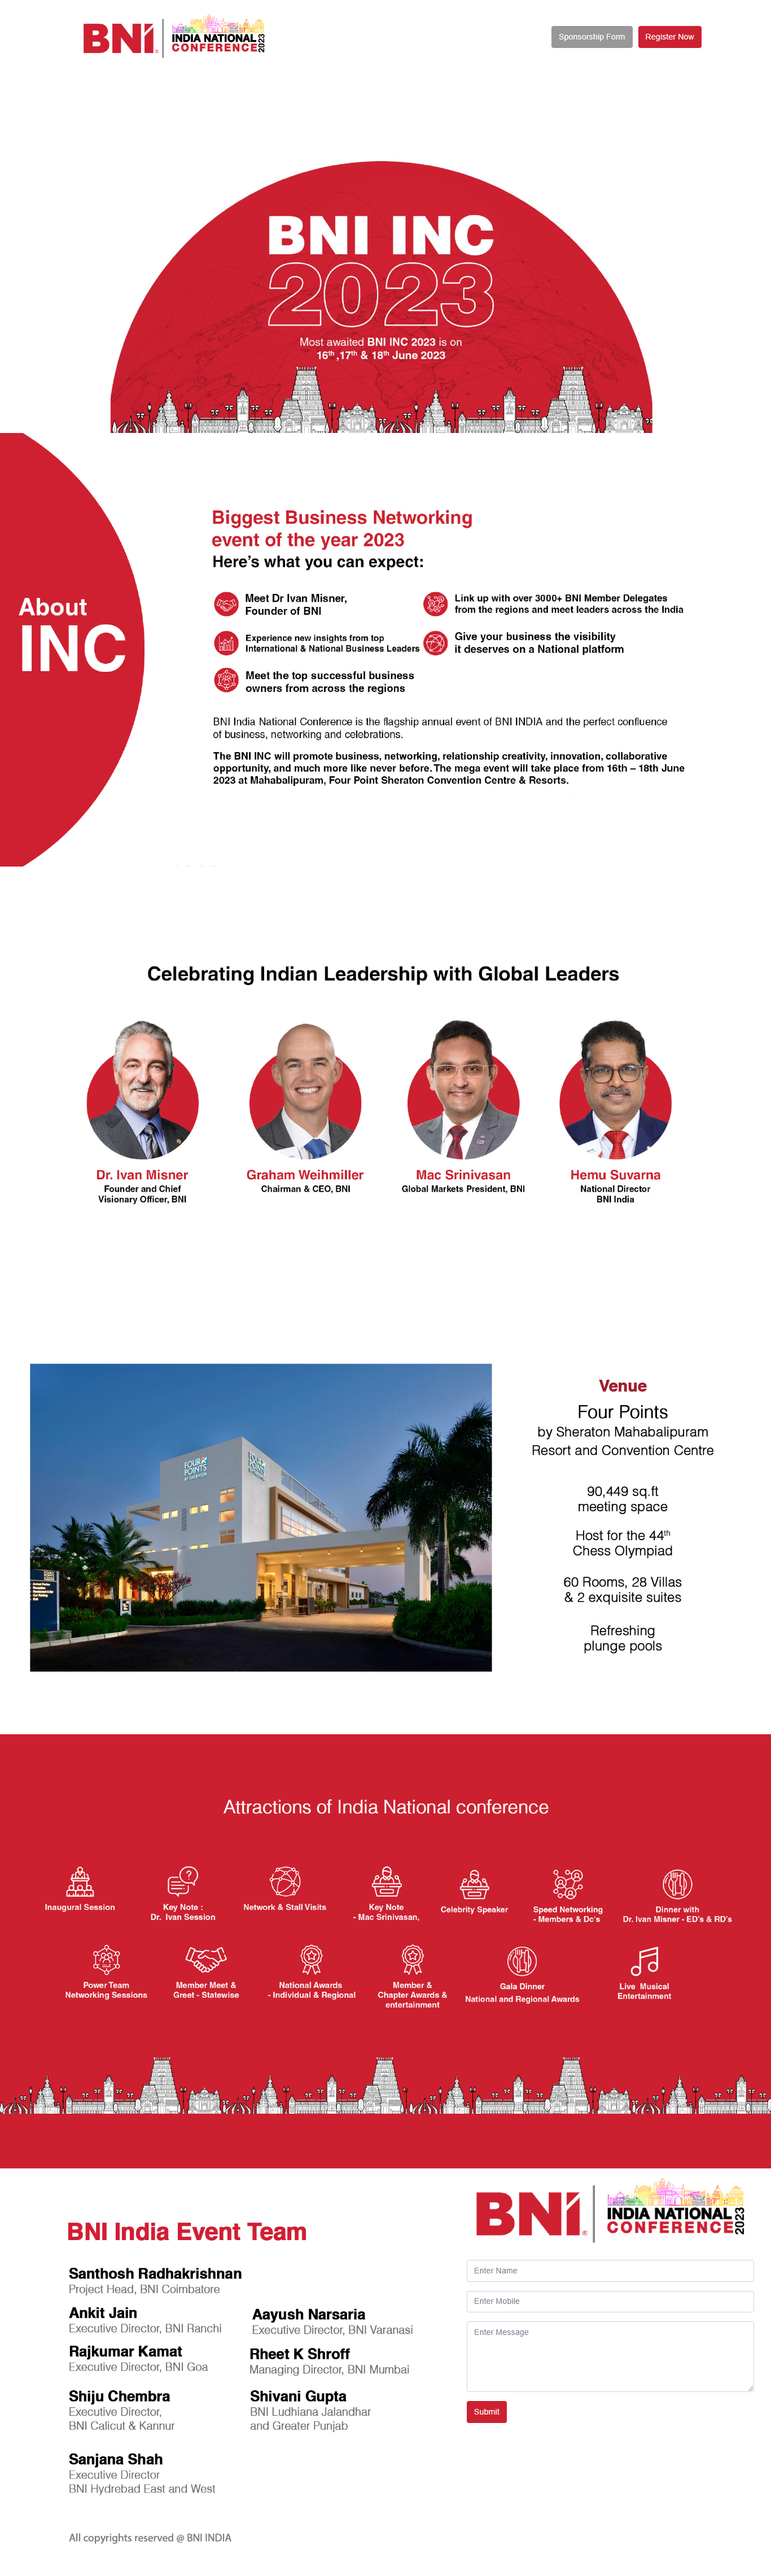 BNI® INDIA NATIONAL
CONFERENCE 2023
Sponsorship Form
Register Now
BNI INC
2023
Most awaited BNI INC 2023 is on
16th ,17th & 18th June 2023
About
INC
Biggest Business Networking
event of the year 2023
Here's what you can expect:
Meet Dr Ivan Misner,
Founder of BNI
Link up with over 3000+ BNI Member Delegates
from the regions and meet leaders across the India
Experience new insights from top
International & National Business Leaders
Give your business the visibility
it deserves on a National platform
Meet the top successful business
owners from across the regions
BNI India National Conference is the flagship annual event of BNI INDIA and the perfect confluence
of business, networking and celebrations.
The BNI INC will promote business, networking, relationship creativity, innovation, collaborative
opportunity, and much more like never before. The mega event will take place from 16th – 18th June
2023 at Mahabalipuram, Four Point Sheraton Convention Centre & Resorts.
Celebrating Indian Leadership with Global Leaders
Dr. Ivan Misner
Founder and Chief
Visionary Officer, BNI
Graham Weihmiller
Chairman & CEO, BNI
Mac Srinivasan
Global Markets President, BNI
Hemu Suvarna
National Director
BNI India
FOUR
POINTS
BY SHERATON
FOUR
POINTS
Venue
Four Points
by Sheraton Mahabalipuram
Resort and Convention Centre
90,449 sq.ft
meeting space
Host for the 44th
Chess Olympiad
60 Rooms, 28 Villas
& 2 exquisite suites
Refreshing
plunge pools
Attractions of India National conference
Inaugural Session
Key Note :
Dr. Ivan Session
Network & Stall Visits
Key Note
- Mac Srinivasan,
Celebrity Speaker
Speed Networking
- Members & Dc's
Dinner with
Dr. Ivan Misner - ED's & RD's
Power Team
Networking Sessions
Member Meet &
Greet - Statewise
National Awards
- Individual & Regional
Member &
Chapter Awards &
entertainment
Gala Dinner
National and Regional Awards
Live Musical
Entertainment
BNI India Event Team
Santhosh Radhakrishnan
Project Head, BNI Coimbatore
Ankit Jain
Executive Director, BNI Ranchi
Aayush Narsaria
Executive Director, BNI Varanasi
Rajkumar Kamat
Executive Director, BNI Goa
Rheet K Shroff
Managing Director, BNI Mumbai
Shiju Chembra
Executive Director,
BNI Calicut & Kannur
Shivani Gupta
BNI Ludhiana Jalandhar
and Greater Punjab
Sanjana Shah
Executive Director
BNI Hydrebad East and West
All copyrights reserved @ BNI INDIA
BNI® INDIA NATIONAL
CONFERENCE 2023
Enter Name
Enter Mobile
Enter Message
Submit